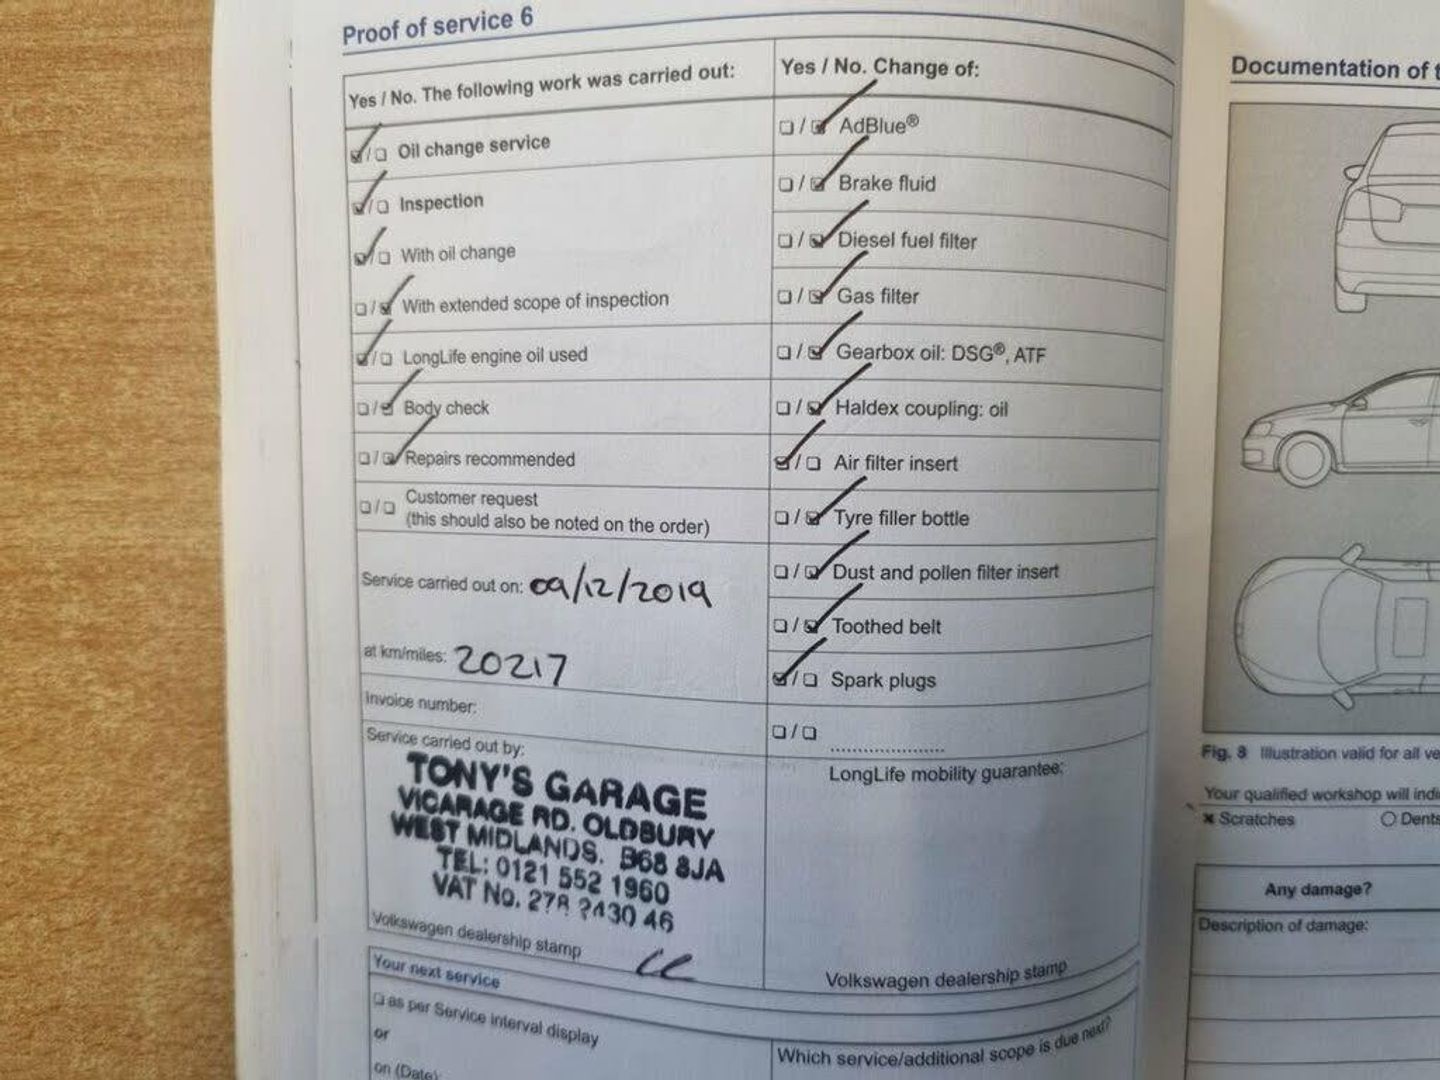 Proof of service 6
Yes / No. The following work was carried out:
Oil change service
Inspection
With oil change
With extended scope of inspection
LongLife engine oil used
Body check
Repairs recommended
Customer request
(this should also be noted on the order)
Service carried out on: 09/12/2019
at km/miles: 20217
Invoice number:
Service carried out by:
TONY'S GARAGE
VICARAGE RD. OLDBURY
WEST MIDLANDS. B68 8JA
TEL: 0121 552 1960
VAT No. 278 2430 46
Volkswagen dealership stamp
Yes / No. Change of:
AdBlue®
Brake fluid
Diesel fuel filter
Gas filter
Gearbox oil: DSG®, ATF
Haldex coupling: oil
Air filter insert
Tyre filler bottle
Dust and pollen filter insert
Toothed belt
Spark plugs
LongLife mobility guarantee:
Volkswagen dealership stamp
Your next service
as per Service interval display
or
on (Date):
Which service/additional scope is due next?
Documentation of
Fig. 8 Illustration valid for all
Your qualified workshop will
Scratches
Dents
Any damage?
Description of damage: